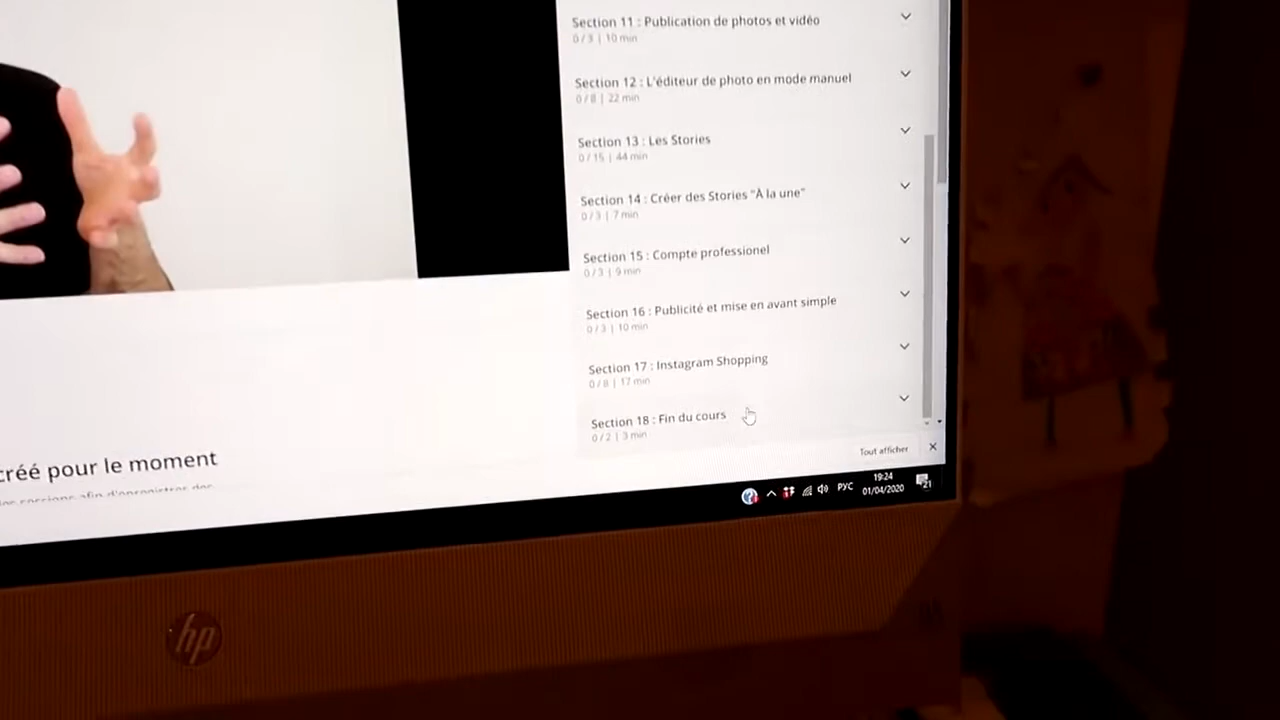 Section 11 : Publication de photos et vidéo
0 / 3 | 10 min
Section 12 : L'éditeur de photo en mode manuel
0 / 8 | 22 min
Section 13 : Les Stories
0 / 15 | 44 min
Section 14 : Créer des Stories "À la une"
0 / 3 | 7 min
Section 15 : Compte professionel
0 / 3 | 9 min
Section 16 : Publicité et mise en avant simple
0 / 3 | 10 min
Section 17 : Instagram Shopping
0 / 8 | 17 min
Section 18 : Fin du cours
0 / 2 | 3 min
créé pour le moment
Tout afficher
РУС
19:24
01/04/2020
21
hp